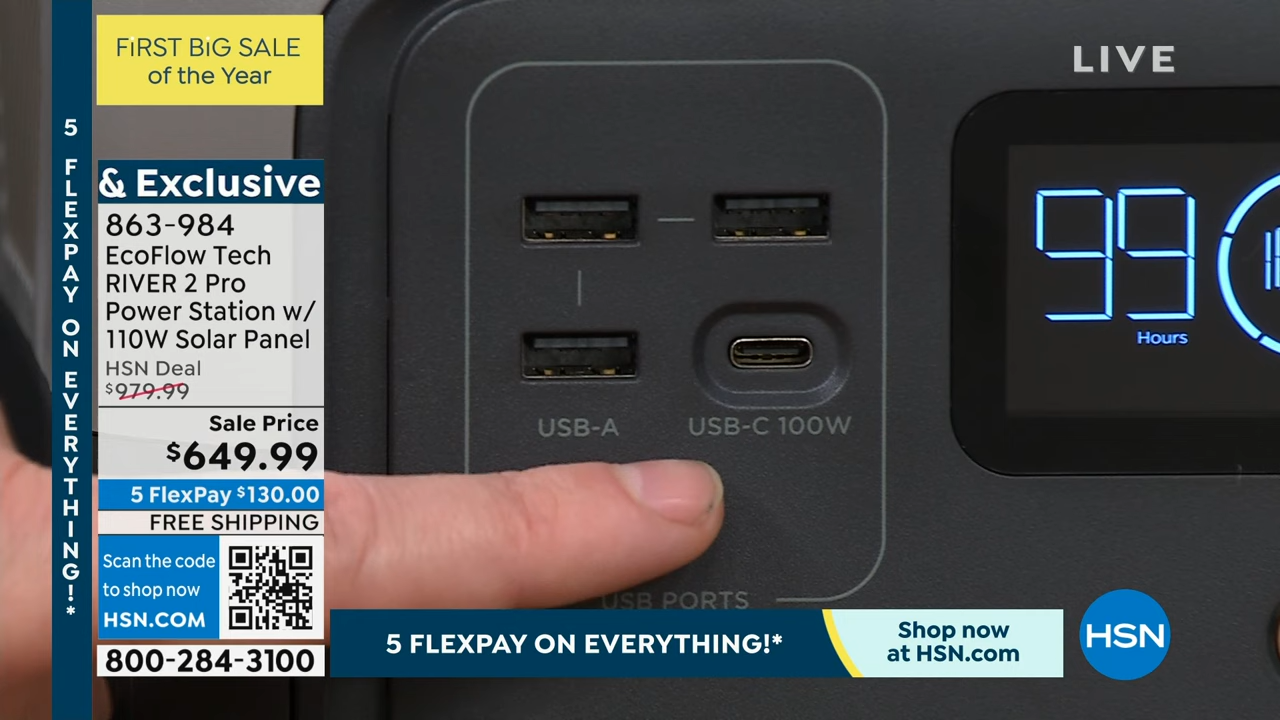 FiRST BiG SALE
of the Year
LIVE
5 FLEXPAY ON EVERYTHING!*
& Exclusive
863-984
EcoFlow Tech
RIVER 2 Pro
Power Station w/
110W Solar Panel
HSN Deal
$979.99
Sale Price
$649.99
5 FlexPay $130.00
FREE SHIPPING
Scan the code
to shop now
HSN.COM
800-284-3100
99
Hours
USB-A
USB-C 100W
USB PORTS
5 FLEXPAY ON EVERYTHING!*
Shop now
at HSN.com
HSN